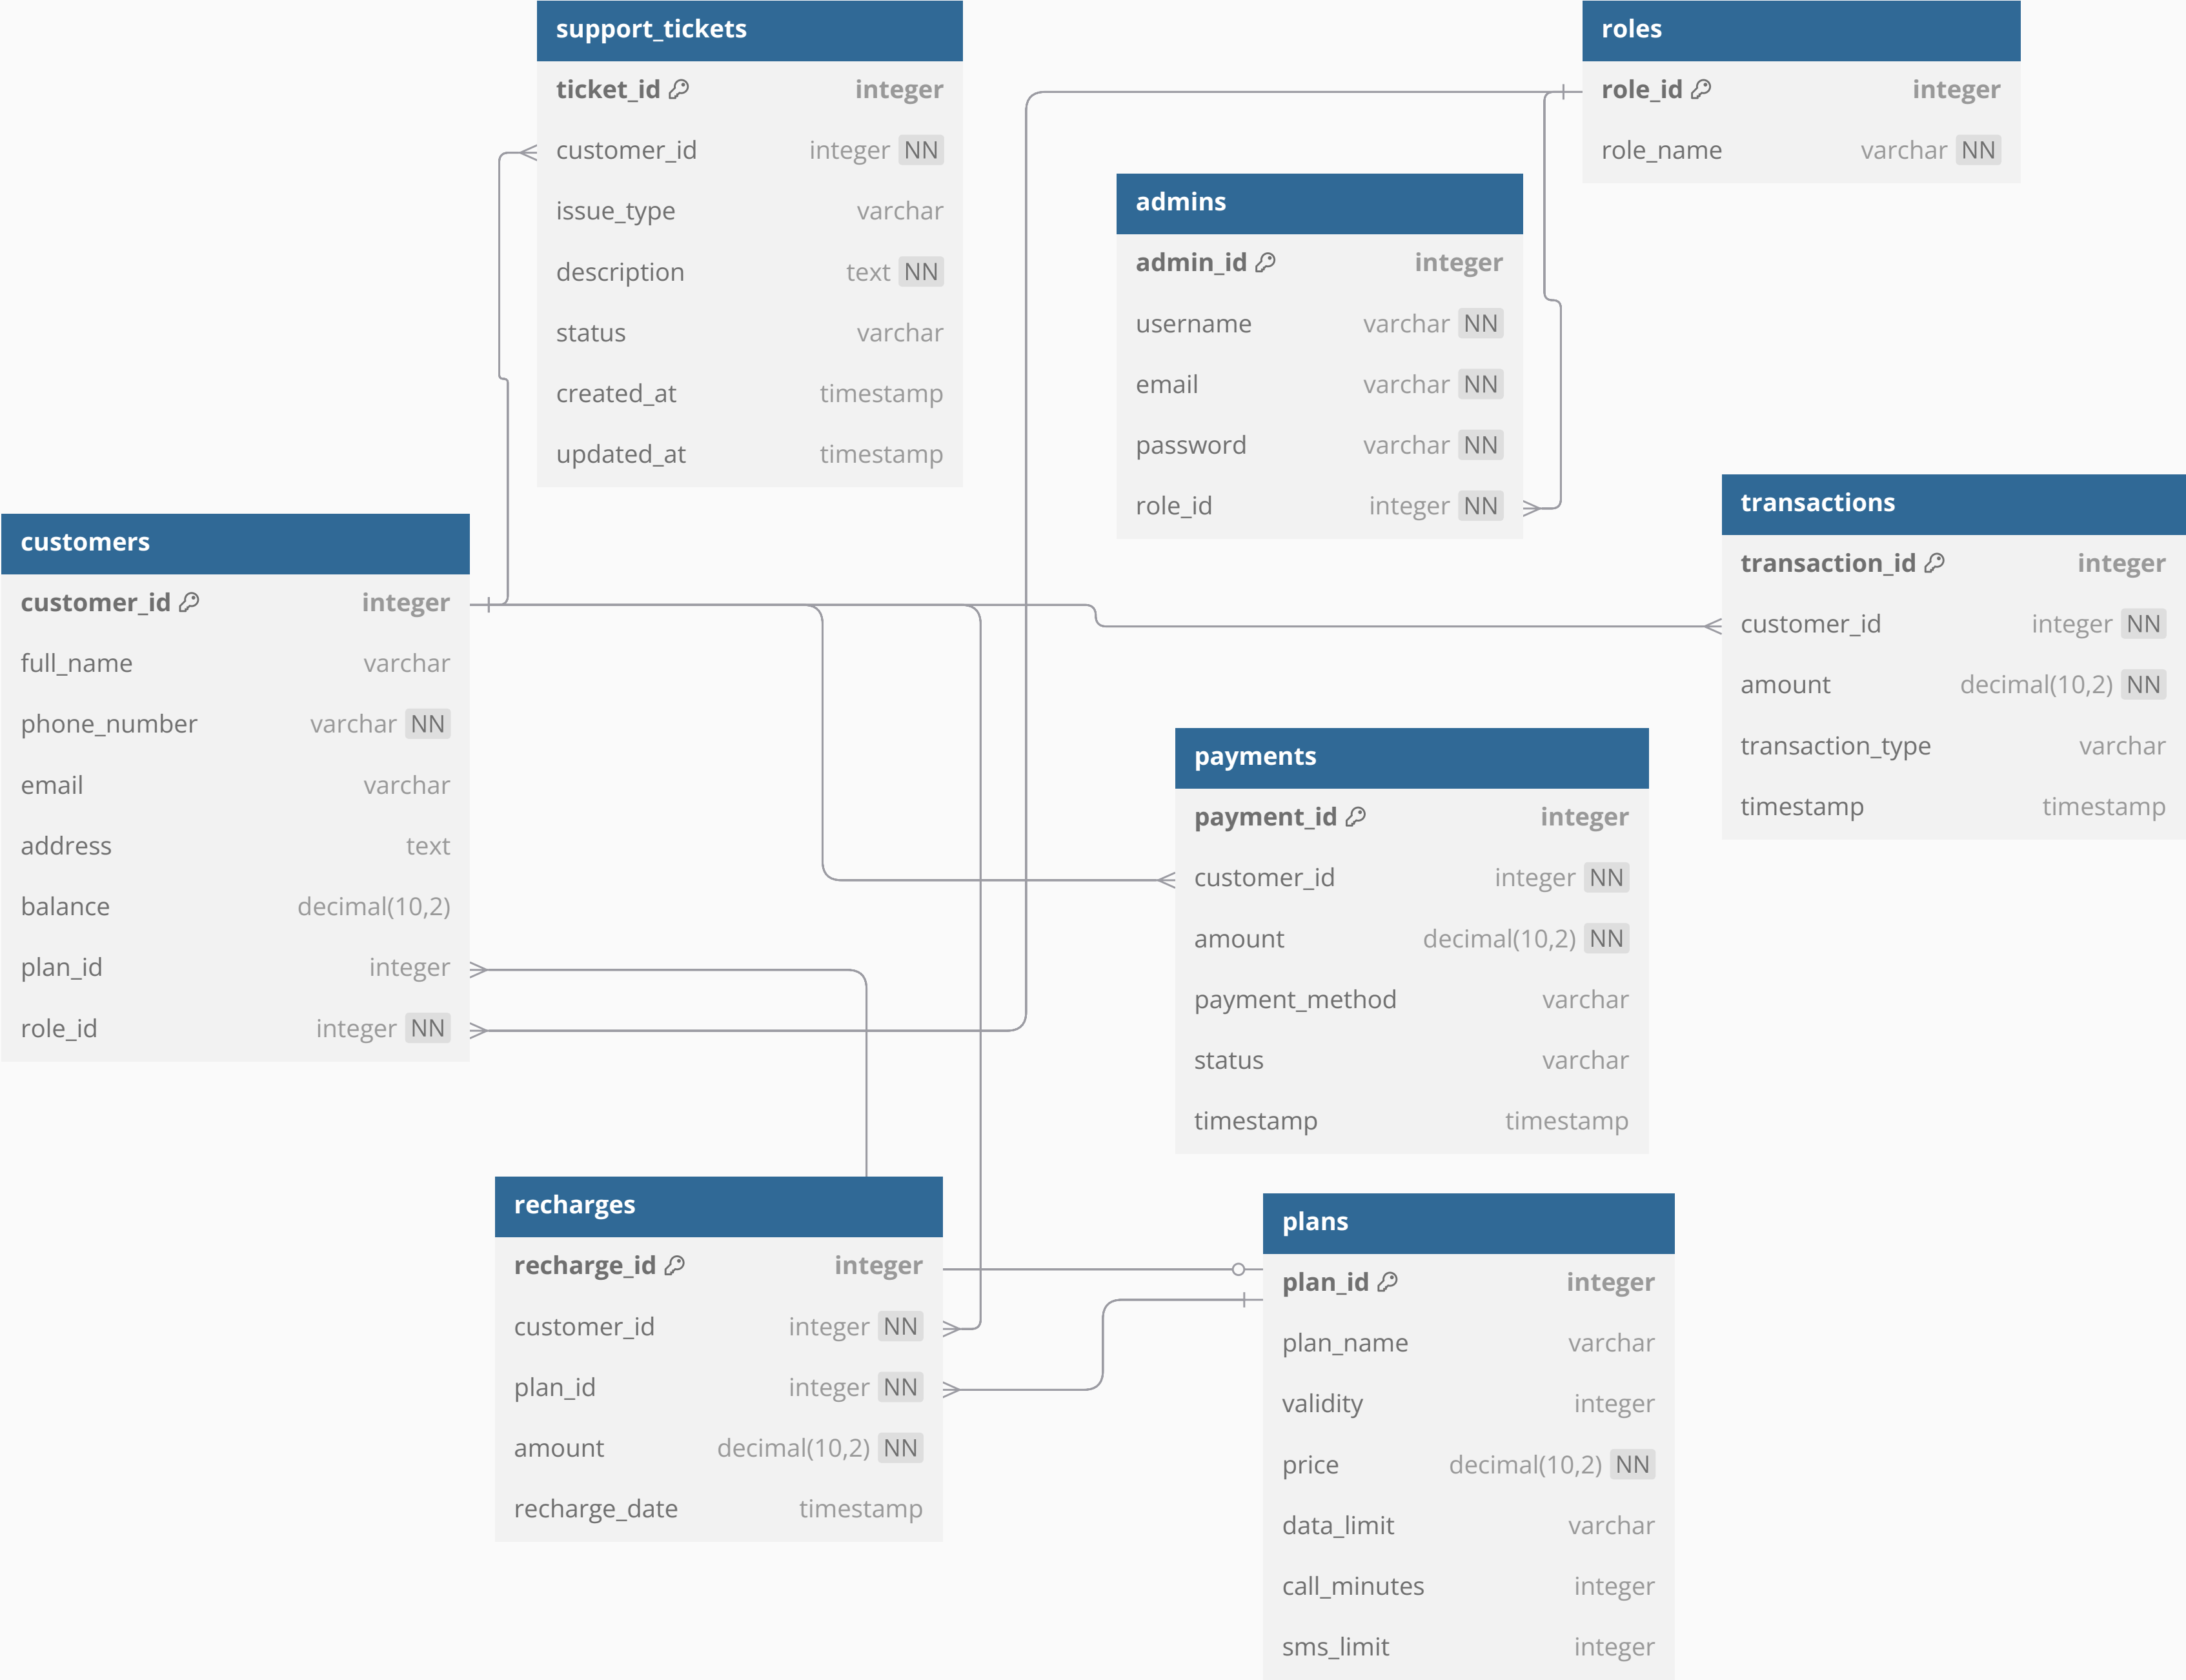 support_tickets
ticket_id integer
customer_id integer NN
issue_type varchar
description text NN
status varchar
created_at timestamp
updated_at timestamp
roles
role_id integer
role_name varchar NN
admins
admin_id integer
username varchar NN
email varchar NN
password varchar NN
role_id integer NN
transactions
transaction_id integer
customer_id integer NN
amount decimal(10,2) NN
transaction_type varchar
timestamp timestamp
customers
customer_id integer
full_name varchar
phone_number varchar NN
email varchar
address text
balance decimal(10,2)
plan_id integer
role_id integer NN
payments
payment_id integer
customer_id integer NN
amount decimal(10,2) NN
payment_method varchar
status varchar
timestamp timestamp
recharges
recharge_id integer
customer_id integer NN
plan_id integer NN
amount decimal(10,2) NN
recharge_date timestamp
plans
plan_id integer
plan_name varchar
validity integer
price decimal(10,2) NN
data_limit varchar
call_minutes integer
sms_limit integer